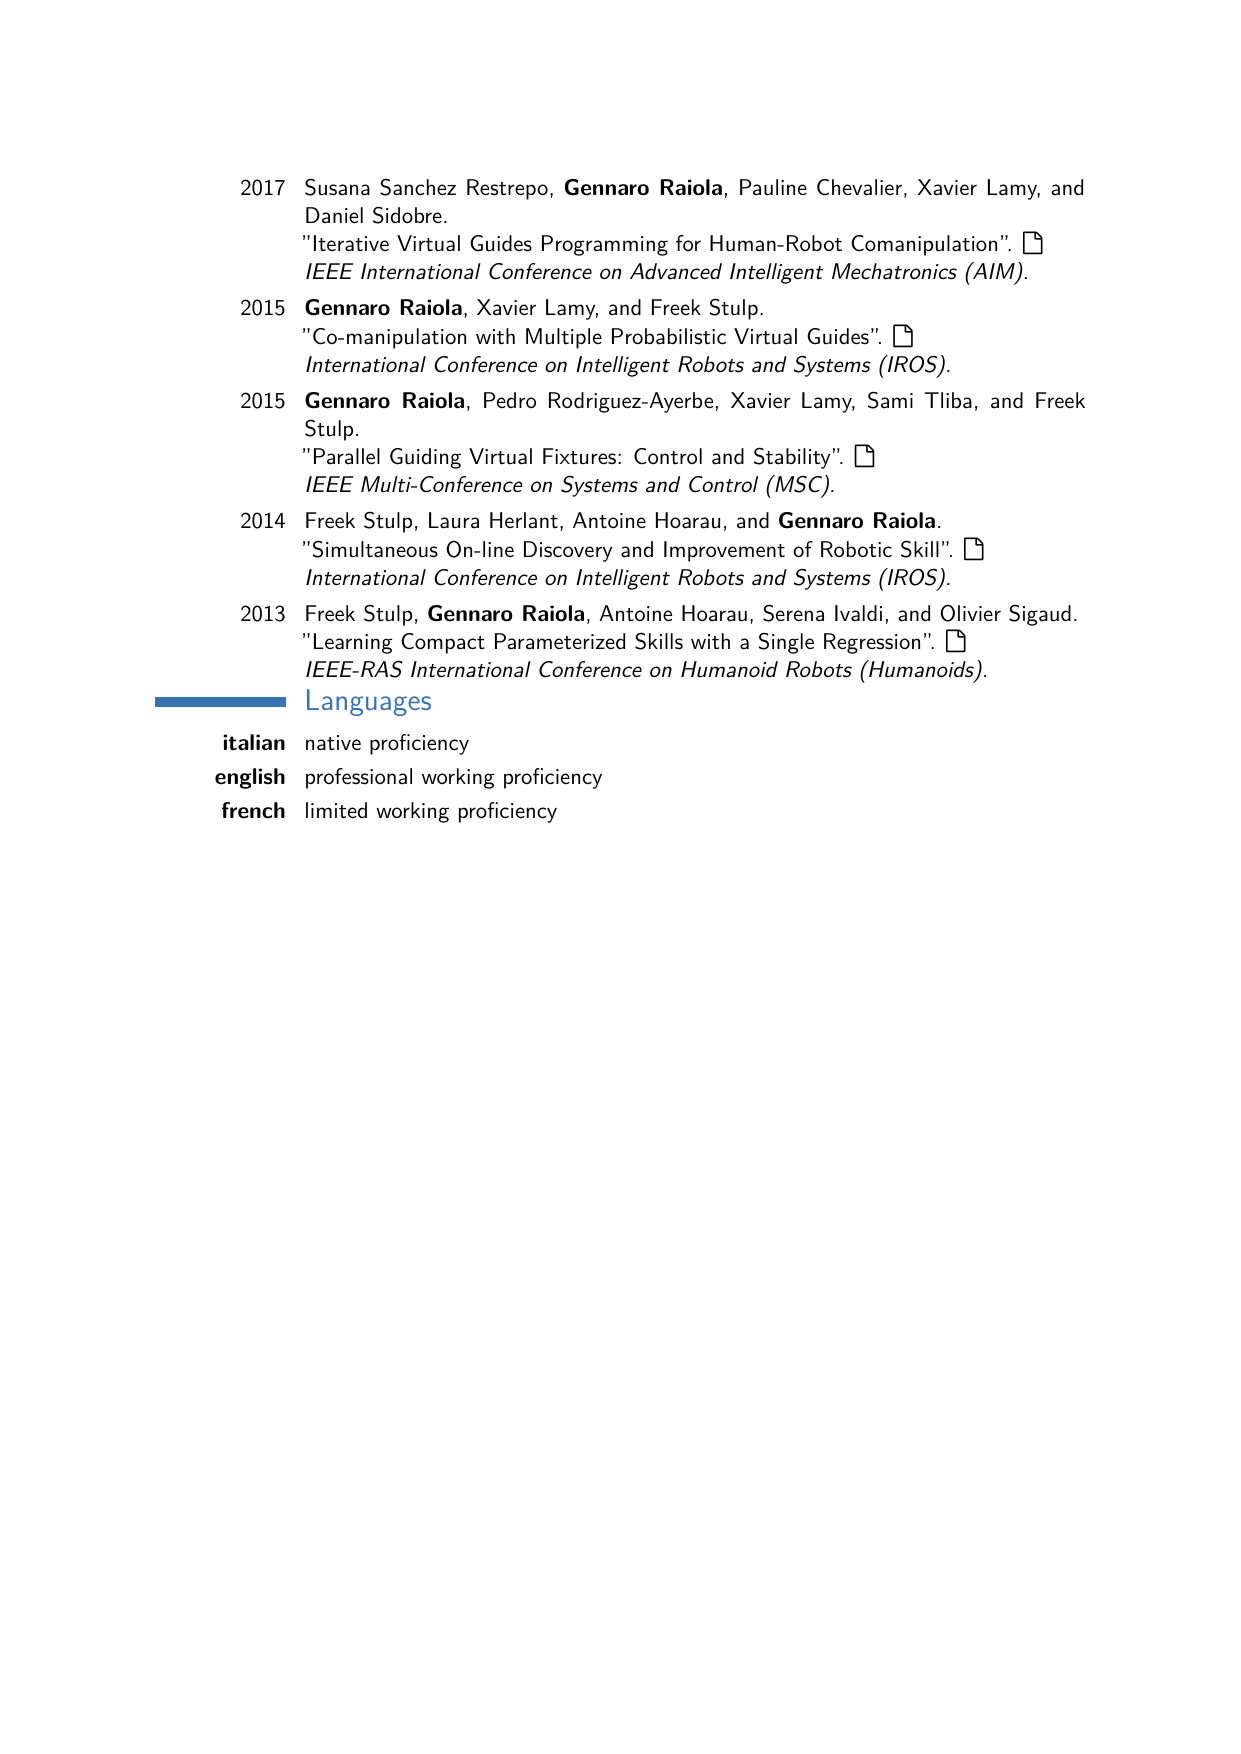 2017 Susana Sanchez Restrepo, Gennaro Raiola, Pauline Chevalier, Xavier Lamy, and
Daniel Sidobre.
”Iterative Virtual Guides Programming for Human-Robot Comanipulation”.
IEEE International Conference on Advanced Intelligent Mechatronics (AIM).
2015 Gennaro Raiola, Xavier Lamy, and Freek Stulp.
”Co-manipulation with Multiple Probabilistic Virtual Guides”.
International Conference on Intelligent Robots and Systems (IROS).
2015 Gennaro Raiola, Pedro Rodriguez-Ayerbe, Xavier Lamy, Sami Tliba, and Freek
Stulp.
”Parallel Guiding Virtual Fixtures: Control and Stability”.
IEEE Multi-Conference on Systems and Control (MSC).
2014 Freek Stulp, Laura Herlant, Antoine Hoarau, and Gennaro Raiola.
”Simultaneous On-line Discovery and Improvement of Robotic Skill”.
International Conference on Intelligent Robots and Systems (IROS).
2013 Freek Stulp, Gennaro Raiola, Antoine Hoarau, Serena Ivaldi, and Olivier Sigaud.
”Learning Compact Parameterized Skills with a Single Regression”.
IEEE-RAS International Conference on Humanoid Robots (Humanoids).
Languages
italian native proficiency
english professional working proficiency
french limited working proficiency